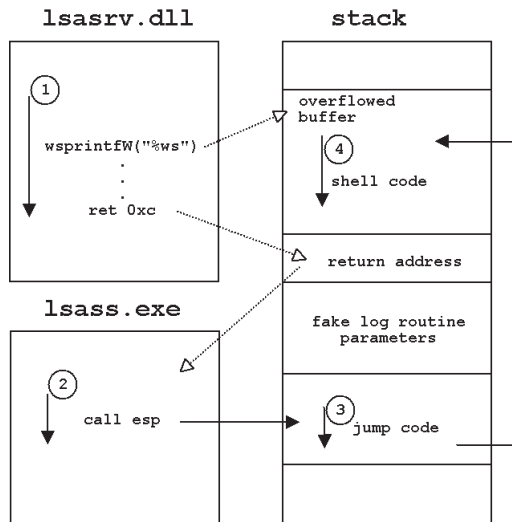 lsasrv.dll
1
wsprintfW("%ws")
.
.
.
ret 0xc
lsass.exe
2
call esp
stack
overflowed
buffer
4
shell code
return address
fake log routine
parameters
3
jump code